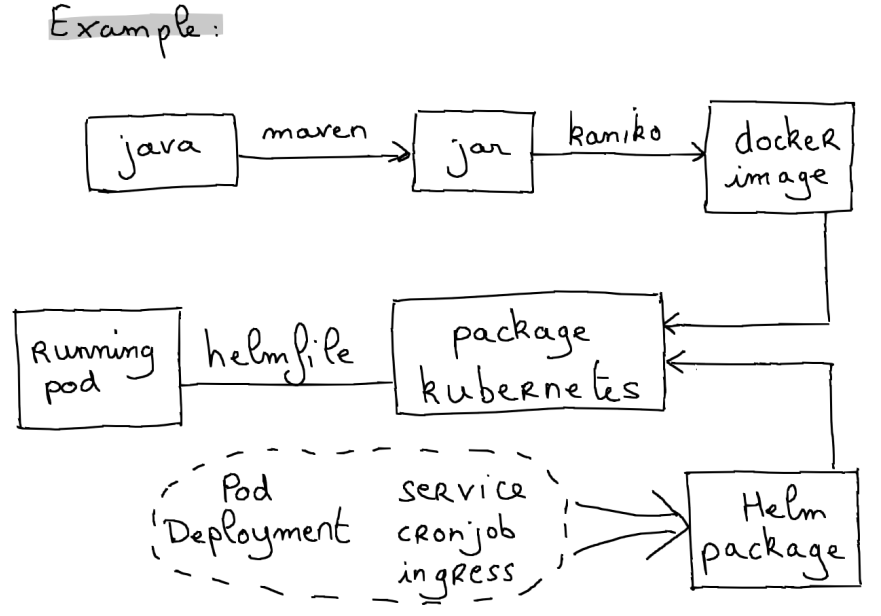 Example:
java
maven
jar
kaniko
docker
image
Running
pod
helmfile
package
kubernetes
Pod
Deployment
service
cronjob
ingress
Helm
package